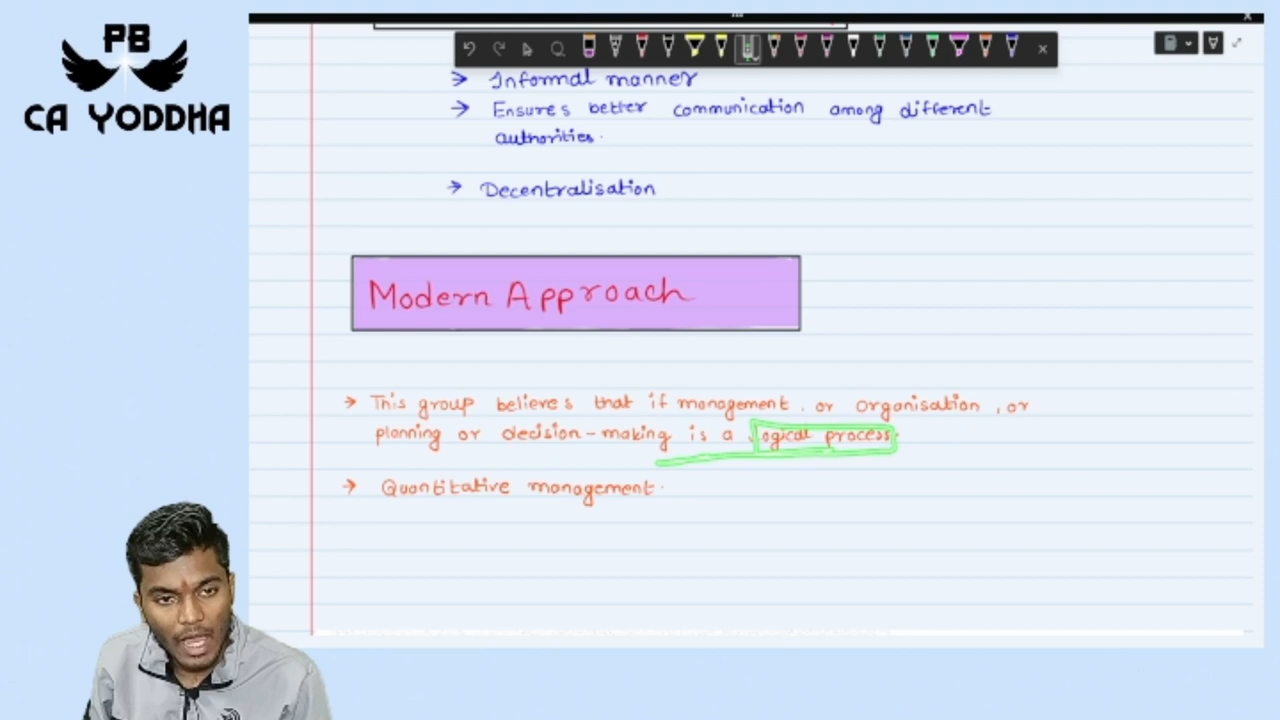 PB
CA YODDHA
→ Informal manner
→ Ensures better communication among different
authorities.
→ Decentralisation
Modern Approach
→ This group believes that if management, or organisation, or
planning or decision-making is a logical process.
→ Quantitative management.